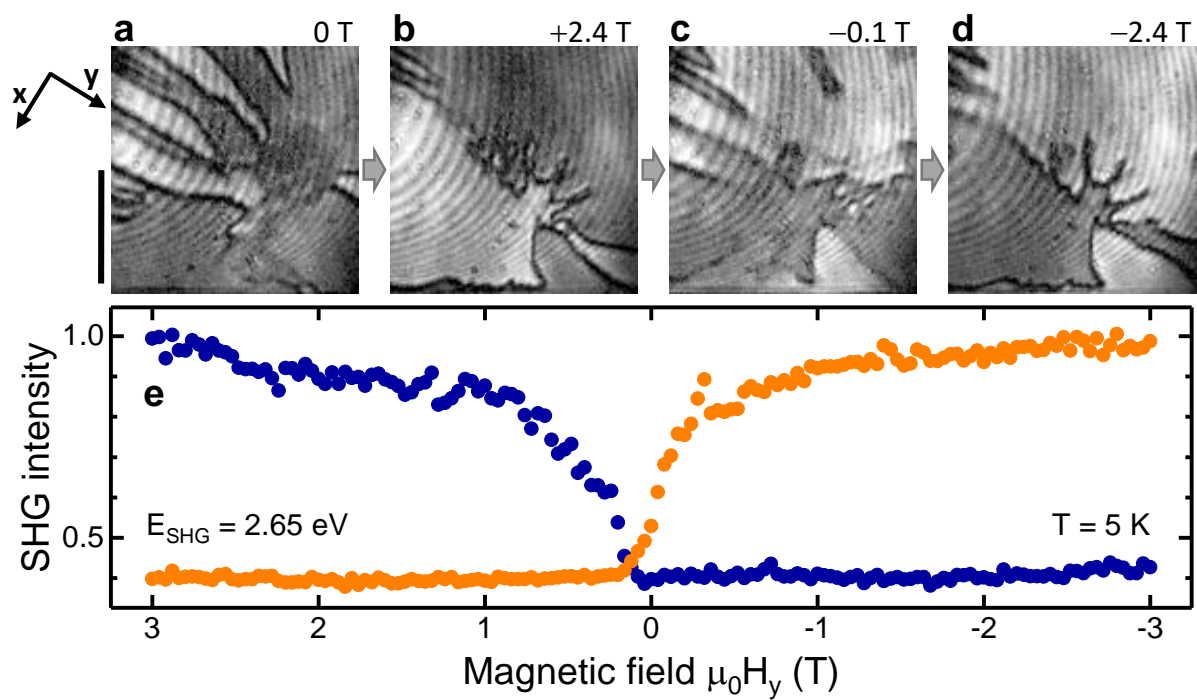 a 0 T b +2.4 T c −0.1 T d −2.4 T
x y
1.0
e
SHG intensity
E_SHG = 2.65 eV T = 5 K
0.5
3 2 1 0 -1 -2 -3
Magnetic field μ₀H_y (T)